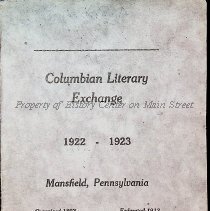 Columbian Literary
Exchange
Property of History Center on Main Street
1922 - 1923
Mansfield, Pennsylvania